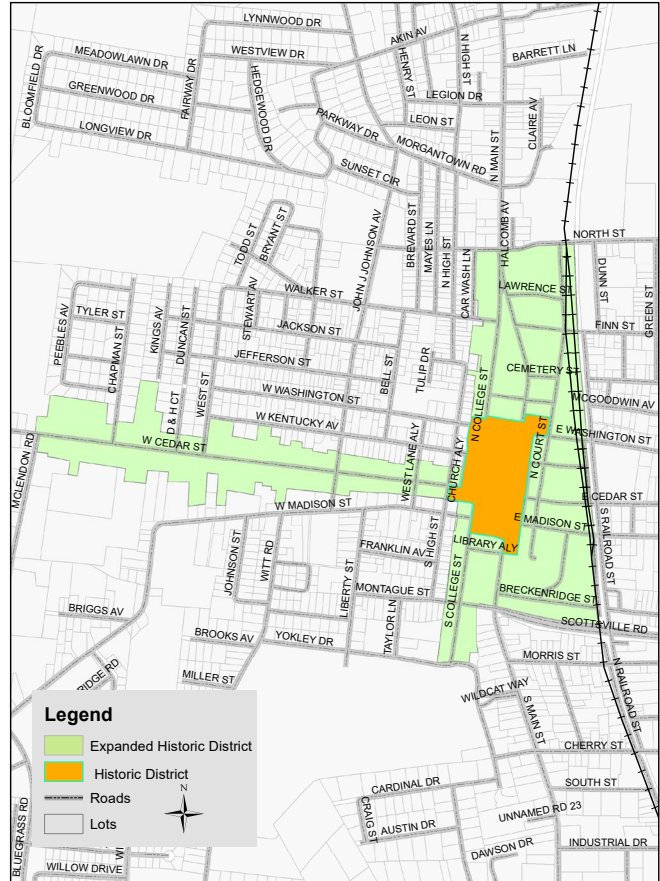 LYNNWOOD DR
AKIN AV
N HIGH ST
MEADOWLAWN DR
WESTVIEW DR
BARRETT LN
BLOOMFIELD DR
FAIRWAY DR
HEDGEWOOD DR
HENRY ST
GREENWOOD DR
LEGION DR
LONGVIEW DR
PARKWAY DR
LEON ST
CLAIRE AV
MORGANTOWN RD
N MAIN ST
SUNSET CIR
TODD ST
BRYANT ST
JOHN J JOHNSON AV
BREVARD ST
MAYES LN
N HIGH ST
CAR WASH LN
HALCOMB AV
NORTH ST
WALKER ST
LAWRENCE ST
DUNN ST
GREEN ST
PEEBLES AV
TYLER ST
CHAPMAN ST
KINGS AV
DUNCAN ST
STEWART AV
JACKSON ST
FINN ST
JEFFERSON ST
BELL ST
TULIP DR
CEMETERY ST
W WASHINGTON ST
N COLLEGE ST
MCGOODWIN AV
D & H CT
WEST ST
W KENTUCKY AV
N COURT ST
E WASHINGTON ST
MCLENDON RD
W CEDAR ST
WEST LANE ALY
CHURCH ALY
E CEDAR ST
W MADISON ST
E MADISON ST
S RAILROAD ST
JOHNSON ST
WITT RD
FRANKLIN AV
S HIGH ST
LIBRARY ALY
LIBERTY ST
MONTAGUE ST
S COLLEGE ST
BRECKENRIDGE ST
BRIGGS AV
TAYLOR LN
SCOTTSVILLE RD
BROOKS AV
YOKLEY DR
MORRIS ST
N RAILROAD ST
RIDGE RD
MILLER ST
WILDCAT WAY
S MAIN ST
CHERRY ST
CARDINAL DR
SOUTH ST
CRAIG ST
UNNAMED RD 23
AUSTIN DR
DAWSON DR
INDUSTRIAL DR
BLUEGRASS RD
WI
WILLOW DRIVE
Legend
Expanded Historic District
Historic District
Roads
N
Lots